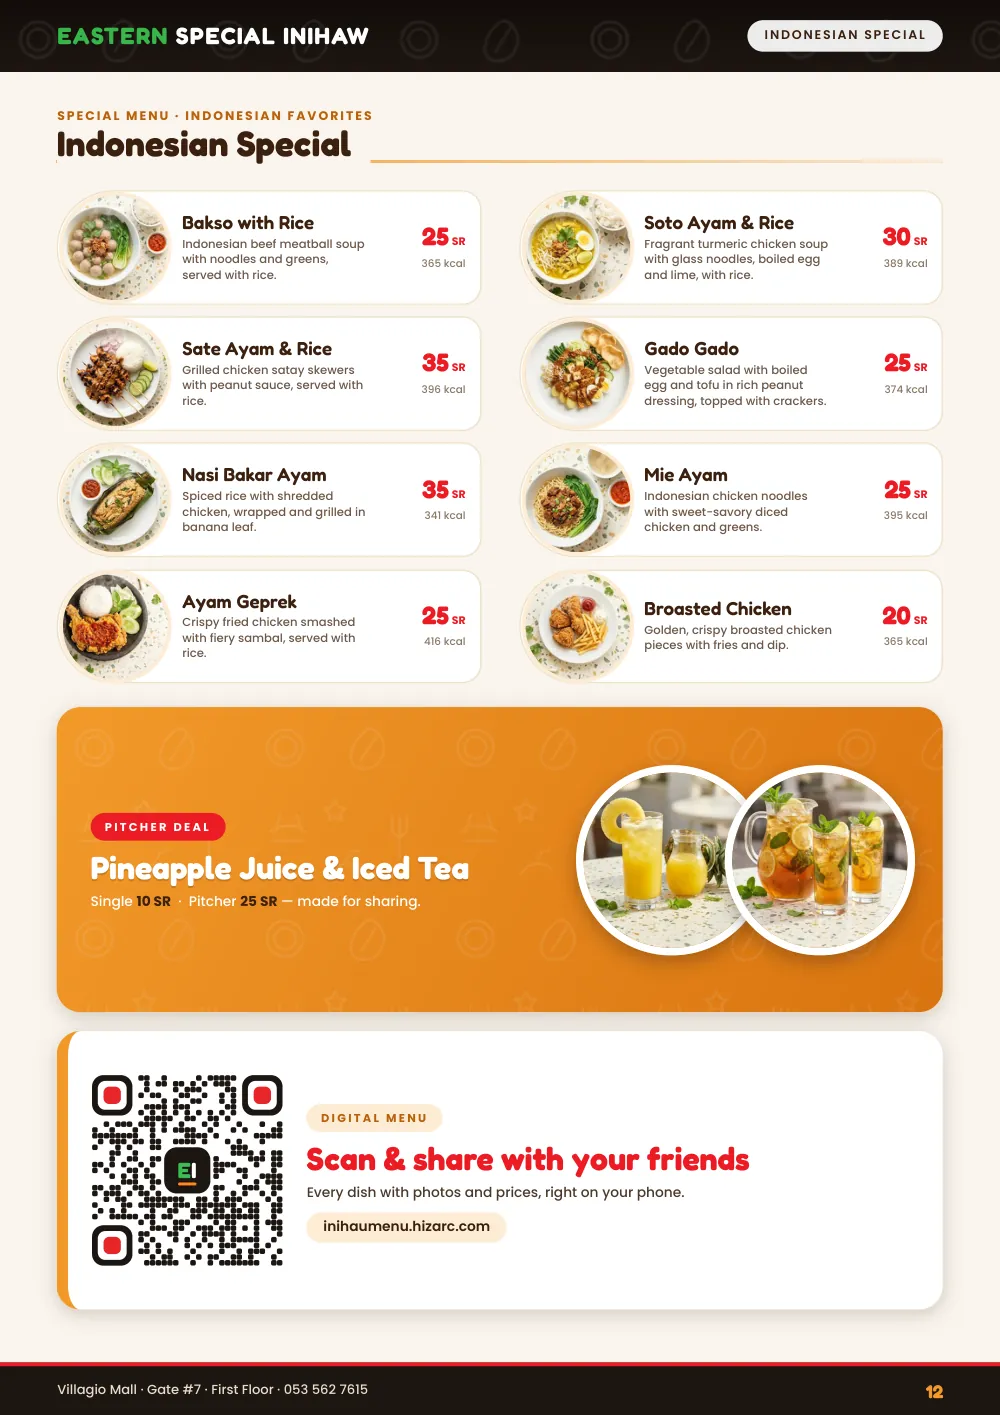 EASTERN SPECIAL INIHAW
INDONESIAN SPECIAL
SPECIAL MENU · INDONESIAN FAVORITES
Indonesian Special
Bakso with Rice
Indonesian beef meatball soup
with noodles and greens,
served with rice.
25 SR
365 kcal
Soto Ayam & Rice
Fragrant turmeric chicken soup
with glass noodles, boiled egg
and lime, with rice.
30 SR
389 kcal
Sate Ayam & Rice
Grilled chicken satay skewers
with peanut sauce, served with
rice.
35 SR
396 kcal
Gado Gado
Vegetable salad with boiled
egg and tofu in rich peanut
dressing, topped with crackers.
25 SR
374 kcal
Nasi Bakar Ayam
Spiced rice with shredded
chicken, wrapped and grilled in
banana leaf.
35 SR
341 kcal
Mie Ayam
Indonesian chicken noodles
with sweet-savory diced
chicken and greens.
25 SR
395 kcal
Ayam Geprek
Crispy fried chicken smashed
with fiery sambal, served with
rice.
25 SR
416 kcal
Broasted Chicken
Golden, crispy broasted chicken
pieces with fries and dip.
20 SR
365 kcal
PITCHER DEAL
Pineapple Juice & Iced Tea
Single 10 SR · Pitcher 25 SR — made for sharing.
EI
DIGITAL MENU
Scan & share with your friends
Every dish with photos and prices, right on your phone.
inihaumenu.hizarc.com
Villagio Mall · Gate #7 · First Floor · 053 562 7615
12